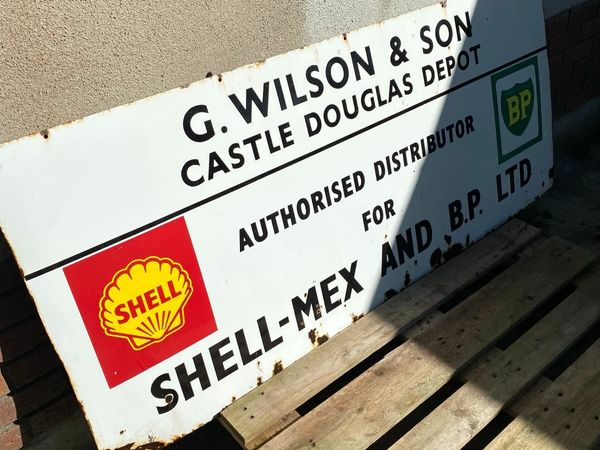 G. WILSON & SON
CASTLE DOUGLAS DEPOT
AUTHORISED DISTRIBUTOR
FOR
SHELL-MEX AND B.P. LTD
SHELL
BP